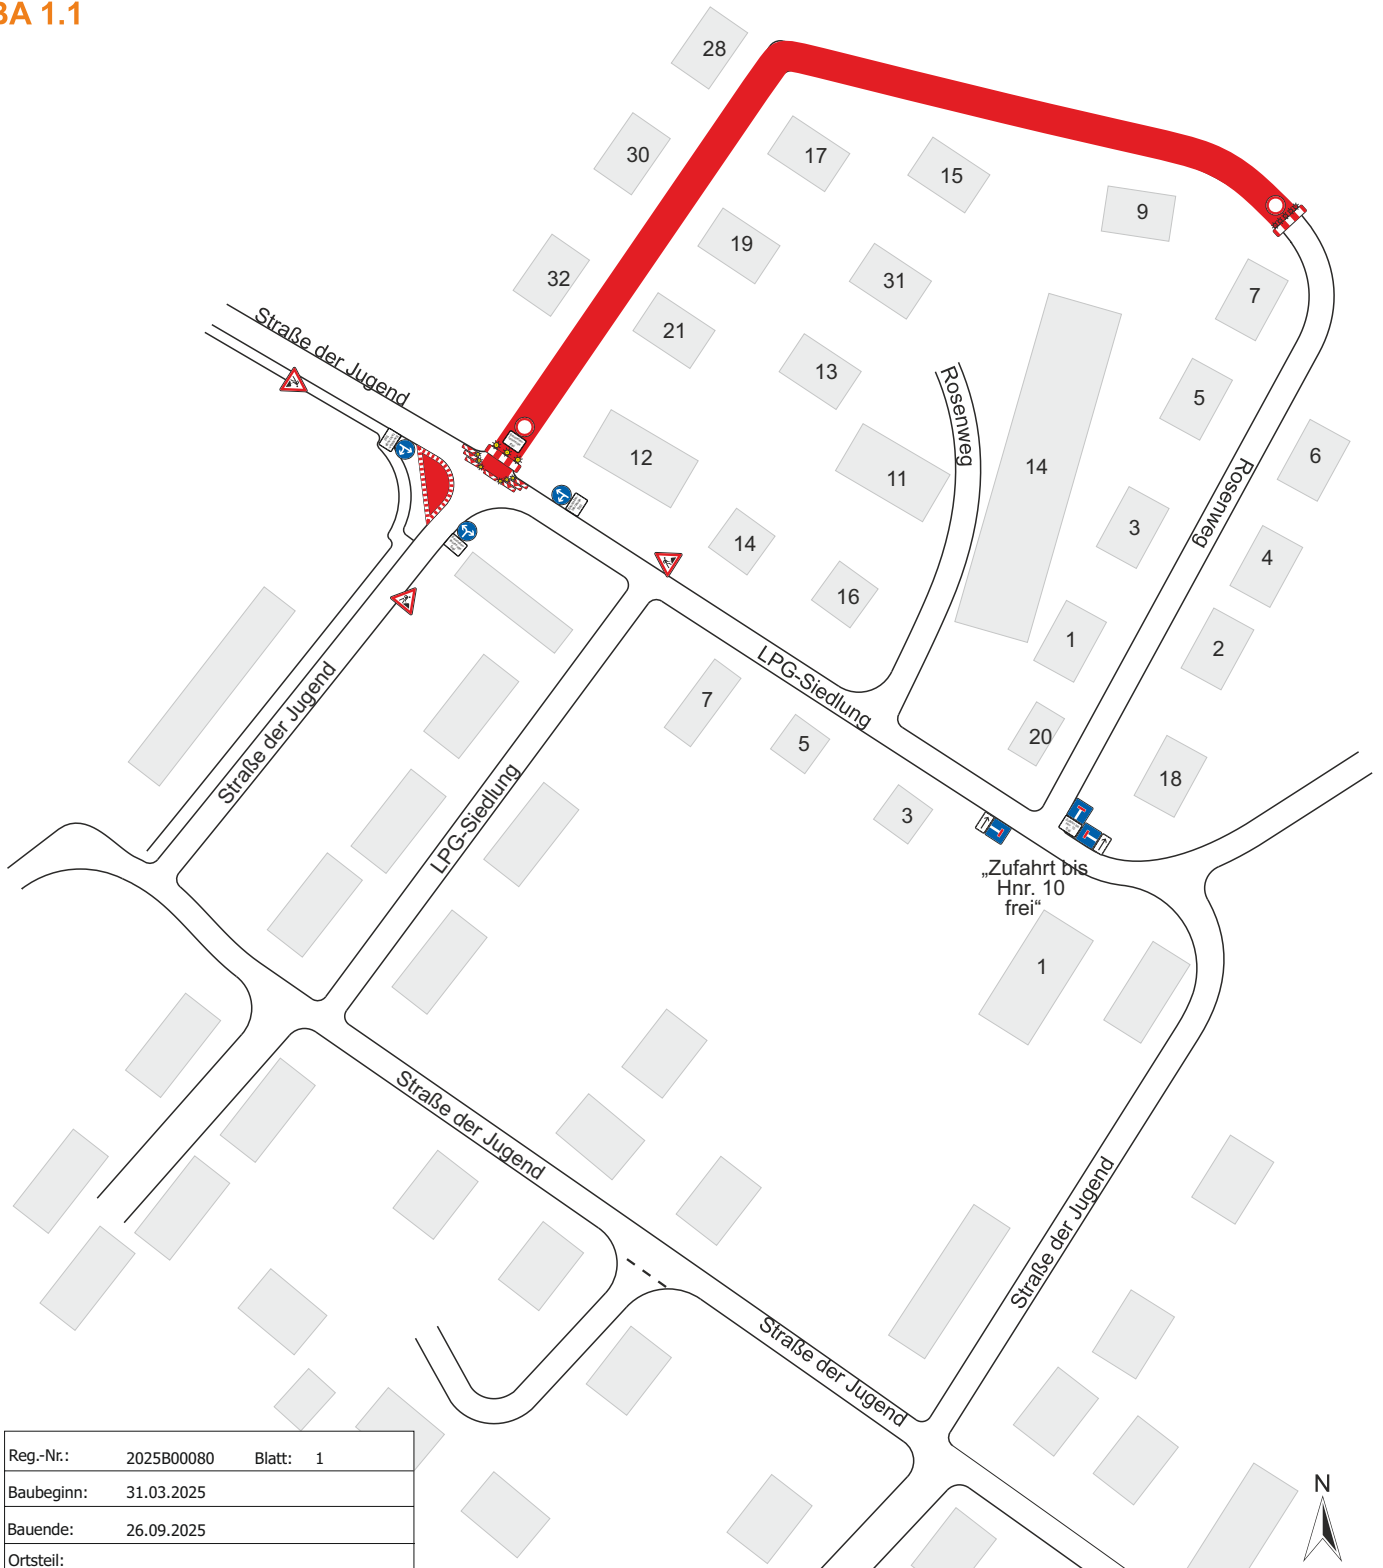 BA 1.1
28
30
17
15
9
32
19
31
7
21
13
5
Straße der Jugend
Rosenweg
12
11
14
6
Rosenweg
3
14
4
16
1
2
LPG-Siedlung
7
5
20
18
Straße der Jugend
LPG-Siedlung
3
„Zufahrt bis
Hnr. 10
frei“
1
Straße der Jugend
Straße der Jugend
Straße der Jugend
Reg.-Nr.: 2025B00080 Blatt: 1
Baubeginn: 31.03.2025
Bauende: 26.09.2025
Ortsteil:
N